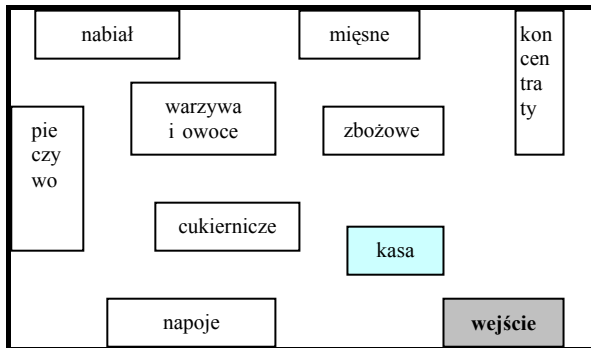 nabiał
mięsne
kon
cen
tra
ty
warzywa
i owoce
zbożowe
pie
czy
wo
cukiernicze
kasa
napoje
wejście